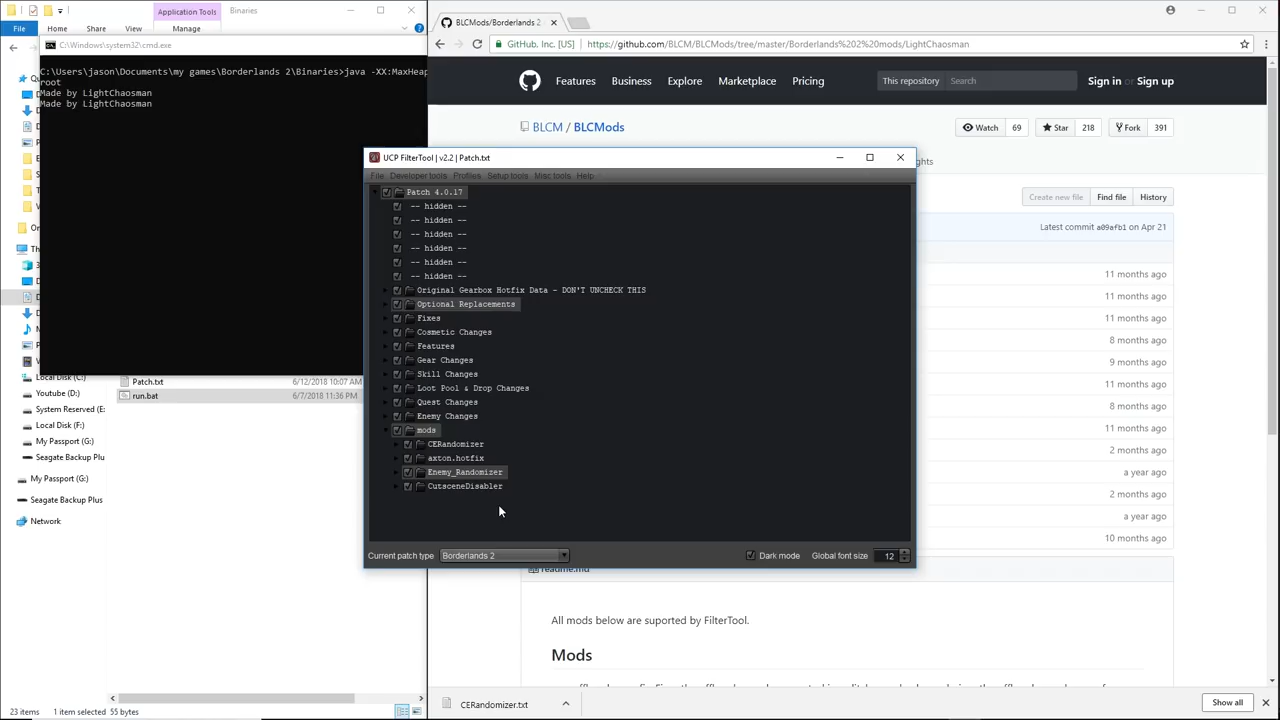 Application Tools
Binaries
File
Home
Share
View
Manage
C:\Windows\system32\cmd.exe
C:\Users\jason\Documents\my games\Borderlands 2\Binaries>java -XX:MaxHeap
root
Made by LightChaosman
Made by LightChaosman
Local Disk (C:)
Youtube (D:)
System Reserved (E:
Local Disk (F:)
My Passport (G:)
Seagate Backup Plus
My Passport (G:)
Seagate Backup Plus
Network
Patch.txt
6/12/2018 10:07 AM
run.bat
6/7/2018 11:36 PM
23 items
1 item selected 55 bytes
BLCMods/Borderlands 2
GitHub, Inc. [US]
https://github.com/BLCM/BLCMods/tree/master/Borderlands%202%20mods/LightChaosman
Features
Business
Explore
Marketplace
Pricing
This repository
Search
Sign in or Sign up
BLCM / BLCMods
Watch
69
Star
218
Fork
391
Create new file
Find file
History
Latest commit a09afb1 on Apr 21
11 months ago
11 months ago
11 months ago
8 months ago
9 months ago
11 months ago
8 months ago
11 months ago
2 months ago
a year ago
2 months ago
a year ago
10 months ago
UCP FilterTool | v2.2 | Patch.txt
File
Developer tools
Profiles
Setup tools
Misc tools
Help
Patch 4.0.17
-- hidden --
-- hidden --
-- hidden --
-- hidden --
-- hidden --
-- hidden --
Original Gearbox Hotfix Data - DON'T UNCHECK THIS
Optional Replacements
Fixes
Cosmetic Changes
Features
Gear Changes
Skill Changes
Loot Pool & Drop Changes
Quest Changes
Enemy Changes
mods
CERandomizer
axton.hotfix
Enemy_Randomizer
CutsceneDisabler
Current patch type
Borderlands 2
Dark mode
Global font size
12
readme.md
All mods below are suported by FilterTool.
Mods
CERandomizer.txt
Show all